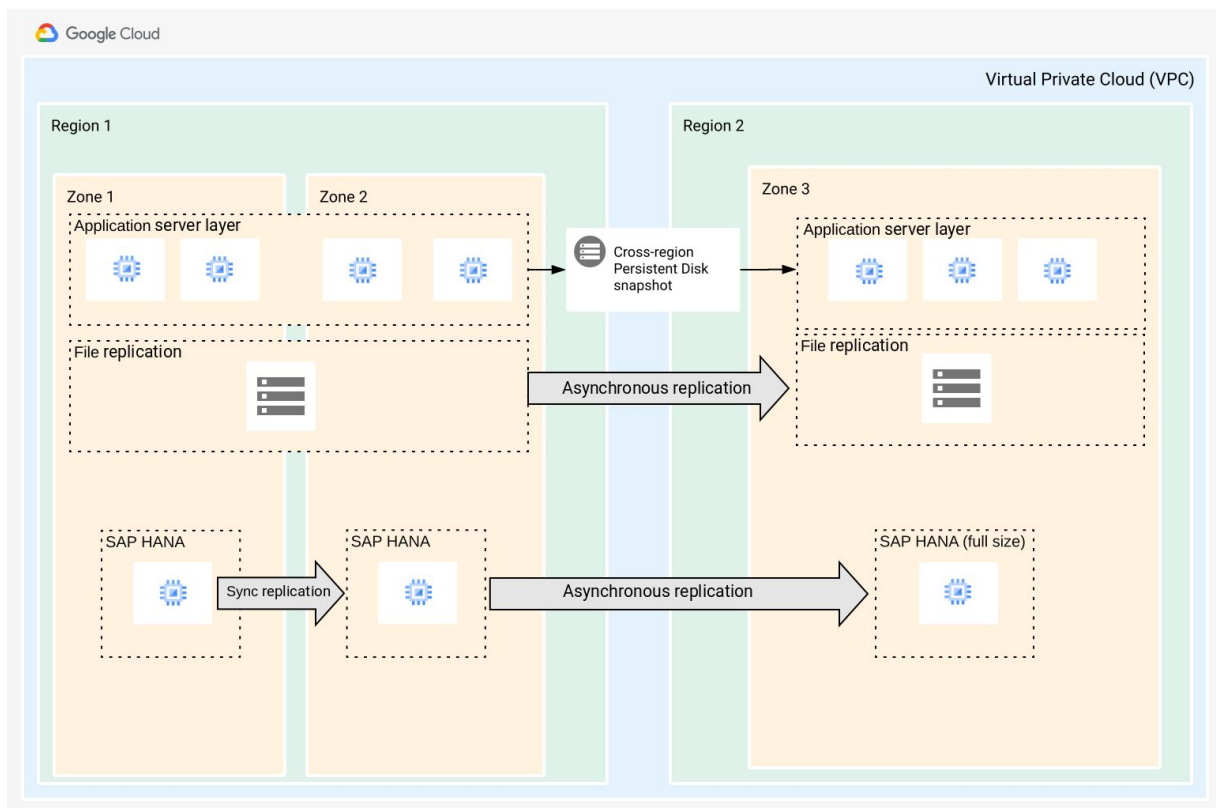 Google Cloud
Virtual Private Cloud (VPC)
Region 1
Region 2
Zone 1
Zone 2
Zone 3
Application server layer
Application server layer
Cross-region
Persistent Disk
snapshot
File replication
File replication
Asynchronous replication
SAP HANA
SAP HANA
SAP HANA (full size)
Sync replication
Asynchronous replication